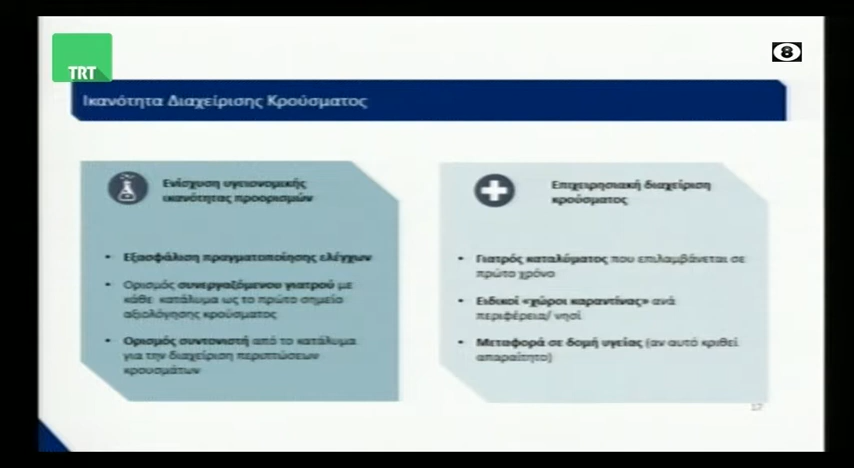 TRT
8
Ικανότητα Διαχείρισης Κρούσματος
Ενίσχυση υγειονομικής
ικανότητας προορισμών
• Εξασφάλιση πραγματοποίησης ελέγχων
• Ορισμός συνεργαζόμενου γιατρού με
κάθε κατάλυμα ως το πρώτο σημείο
αξιολόγησης κρούσματος
• Ορισμός συντονιστή από το κατάλυμα
για την διαχείριση περιπτώσεων
κρουσμάτων
Επιχειρησιακή διαχείριση
κρούσματος
• Γιατρός καταλύματος που επιλαμβάνεται σε
πρώτο χρόνο
• Ειδικοί «χώροι καραντίνας» ανά
περιφέρεια/ νησί
• Μεταφορά σε δομή υγείας (αν αυτό κριθεί
απαραίτητο)
17